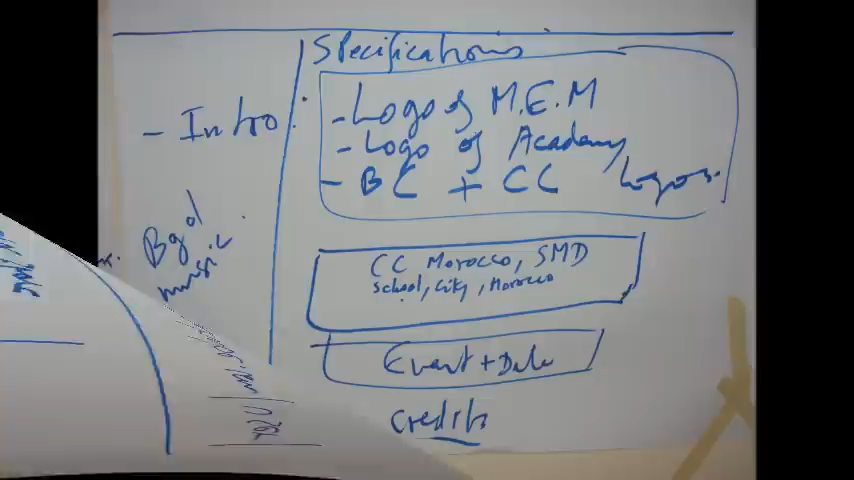 Specifications
- Intro :
- Logo of M.E.M
- Logo of Academy
- BC + CC Logos.
Bgd
music
CC Morocco, SMD
School, City, Morocco
Event + Date
Credits